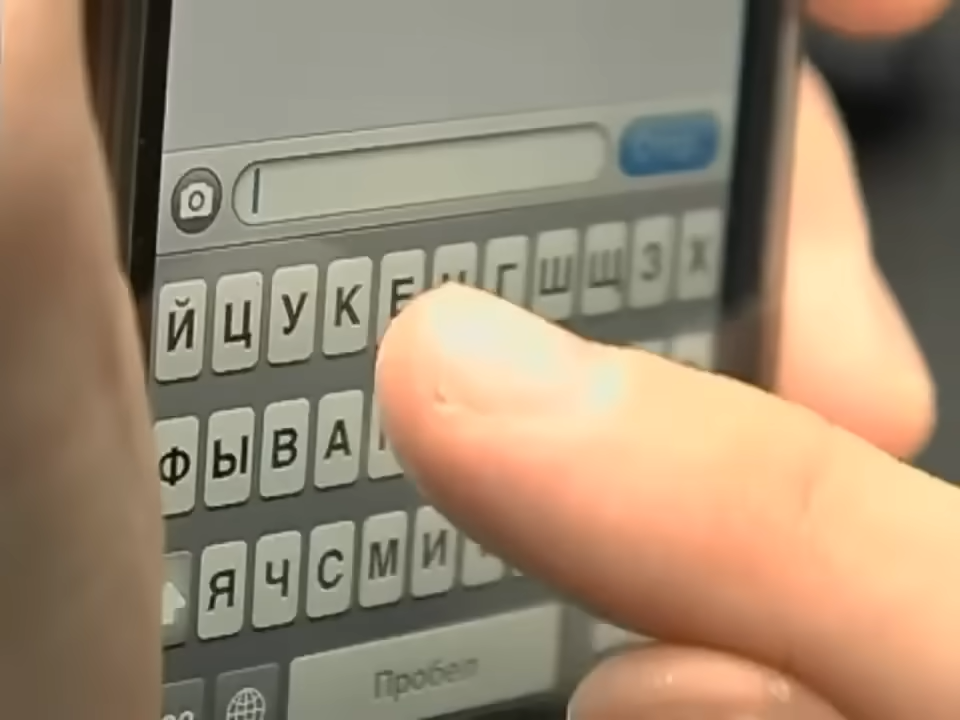 Й Ц У К Е Н Г Ш Щ З Х
Ф Ы В А
Я Ч С М И
Пробел